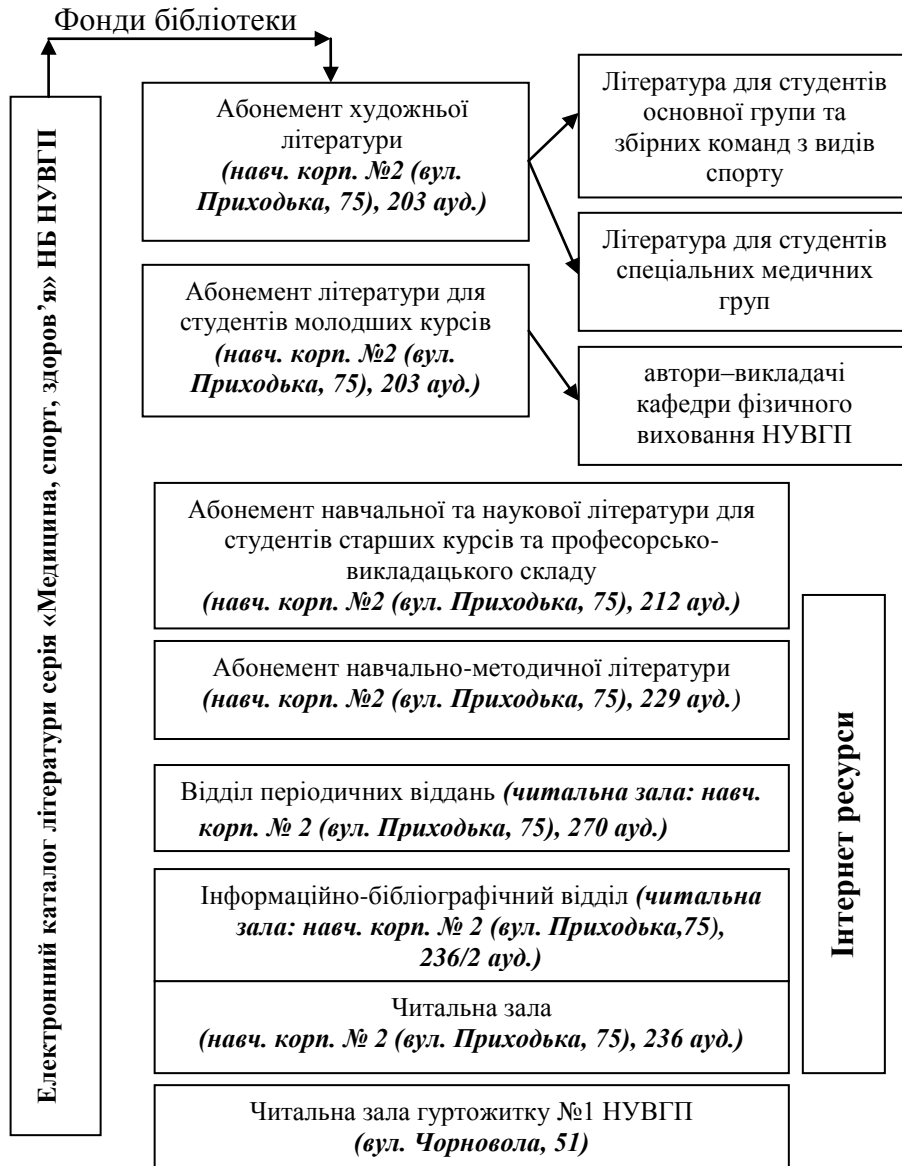 Фонди бібліотеки
Електронний каталог літератури серія «Медицина, спорт, здоров’я» НБ НУВГП
Абонемент художньої
літератури
(навч. корп. №2 (вул.
Приходька, 75), 203 ауд.)
Література для студентів
основної групи та
збірних команд з видів
спорту
Література для студентів
спеціальних медичних
груп
Абонемент літератури для
студентів молодших курсів
(навч. корп. №2 (вул.
Приходька, 75), 203 ауд.)
автори–викладачі
кафедри фізичного
виховання НУВГП
Абонемент навчальної та наукової літератури для
студентів старших курсів та професорсько-
викладацького складу
(навч. корп. №2 (вул. Приходька, 75), 212 ауд.)
Абонемент навчально-методичної літератури
(навч. корп. №2 (вул. Приходька, 75), 229 ауд.)
Відділ періодичних віддань (читальна зала: навч.
корп. № 2 (вул. Приходька, 75), 270 ауд.)
Інформаційно-бібліографічний відділ (читальна
зала: навч. корп. № 2 (вул. Приходька,75),
236/2 ауд.)
Читальна зала
(навч. корп. № 2 (вул. Приходька, 75), 236 ауд.)
Читальна зала гуртожитку №1 НУВГП
(вул. Чорновола, 51)
Інтернет ресурси